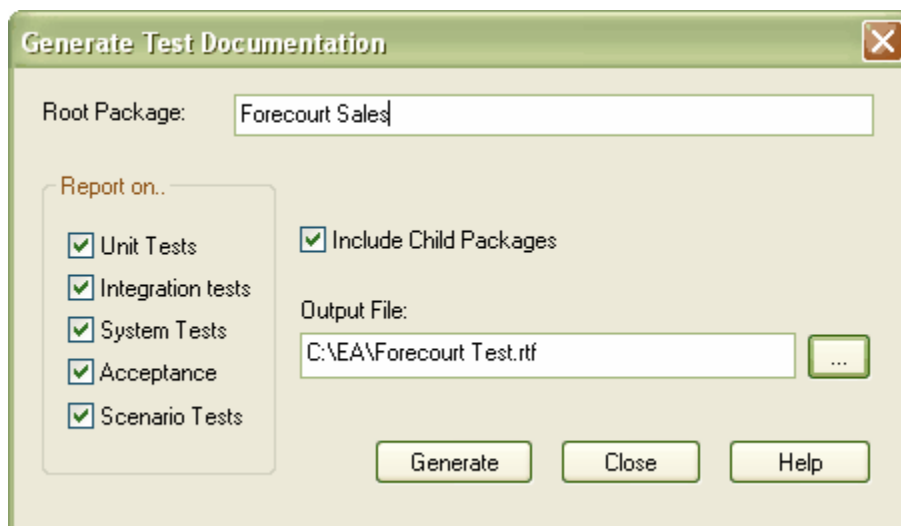 Generate Test Documentation
Root Package: Forecourt Sales
Report on..
Unit Tests
Integration tests
System Tests
Acceptance
Scenario Tests
Include Child Packages
Output File:
C:\EA\Forecourt Test.rtf
...
Generate Close Help